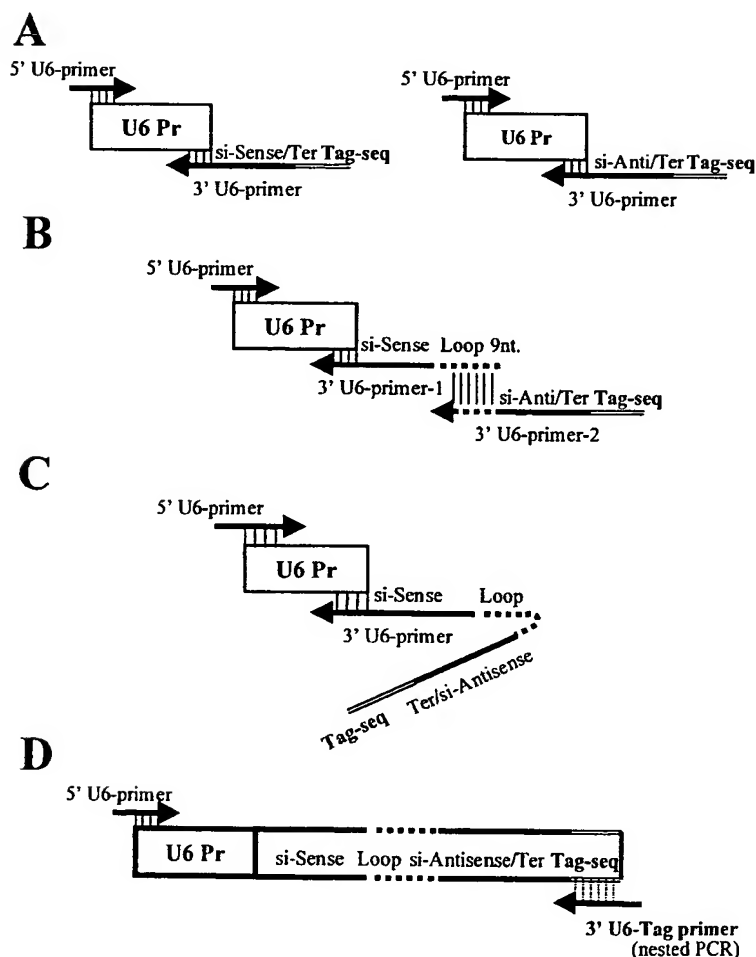 A
5' U6-primer
U6 Pr
si-Sense/Ter Tag-seq
3' U6-primer
5' U6-primer
U6 Pr
si-Anti/Ter Tag-seq
3' U6-primer
B
5' U6-primer
U6 Pr
si-Sense Loop 9nt.
3' U6-primer-1
si-Anti/Ter Tag-seq
3' U6-primer-2
C
5' U6-primer
U6 Pr
si-Sense Loop
3' U6-primer
Tag-seq Ter/si-Antisense
D
5' U6-primer
U6 Pr
si-Sense Loop si-Antisense/Ter Tag-seq
3' U6-Tag primer
(nested PCR)